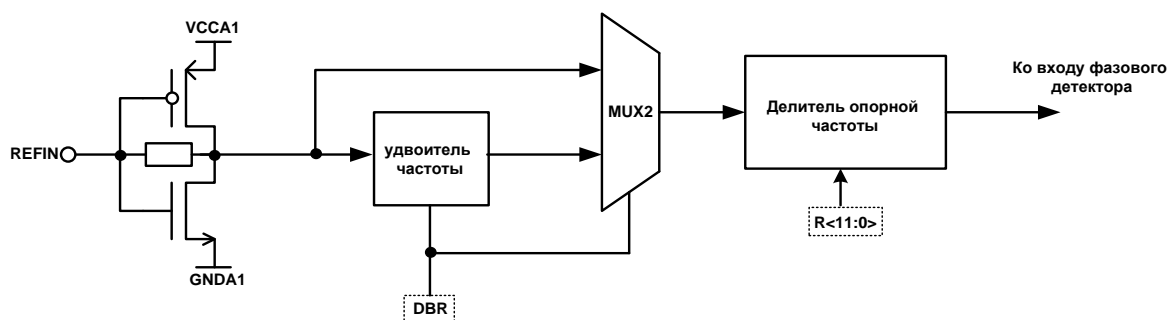 VCCA1
REFIN
GNDA1
удвоитель
частоты
DBR
MUX2
Делитель опорной
частоты
R<11:0>
Ко входу фазового
детектора